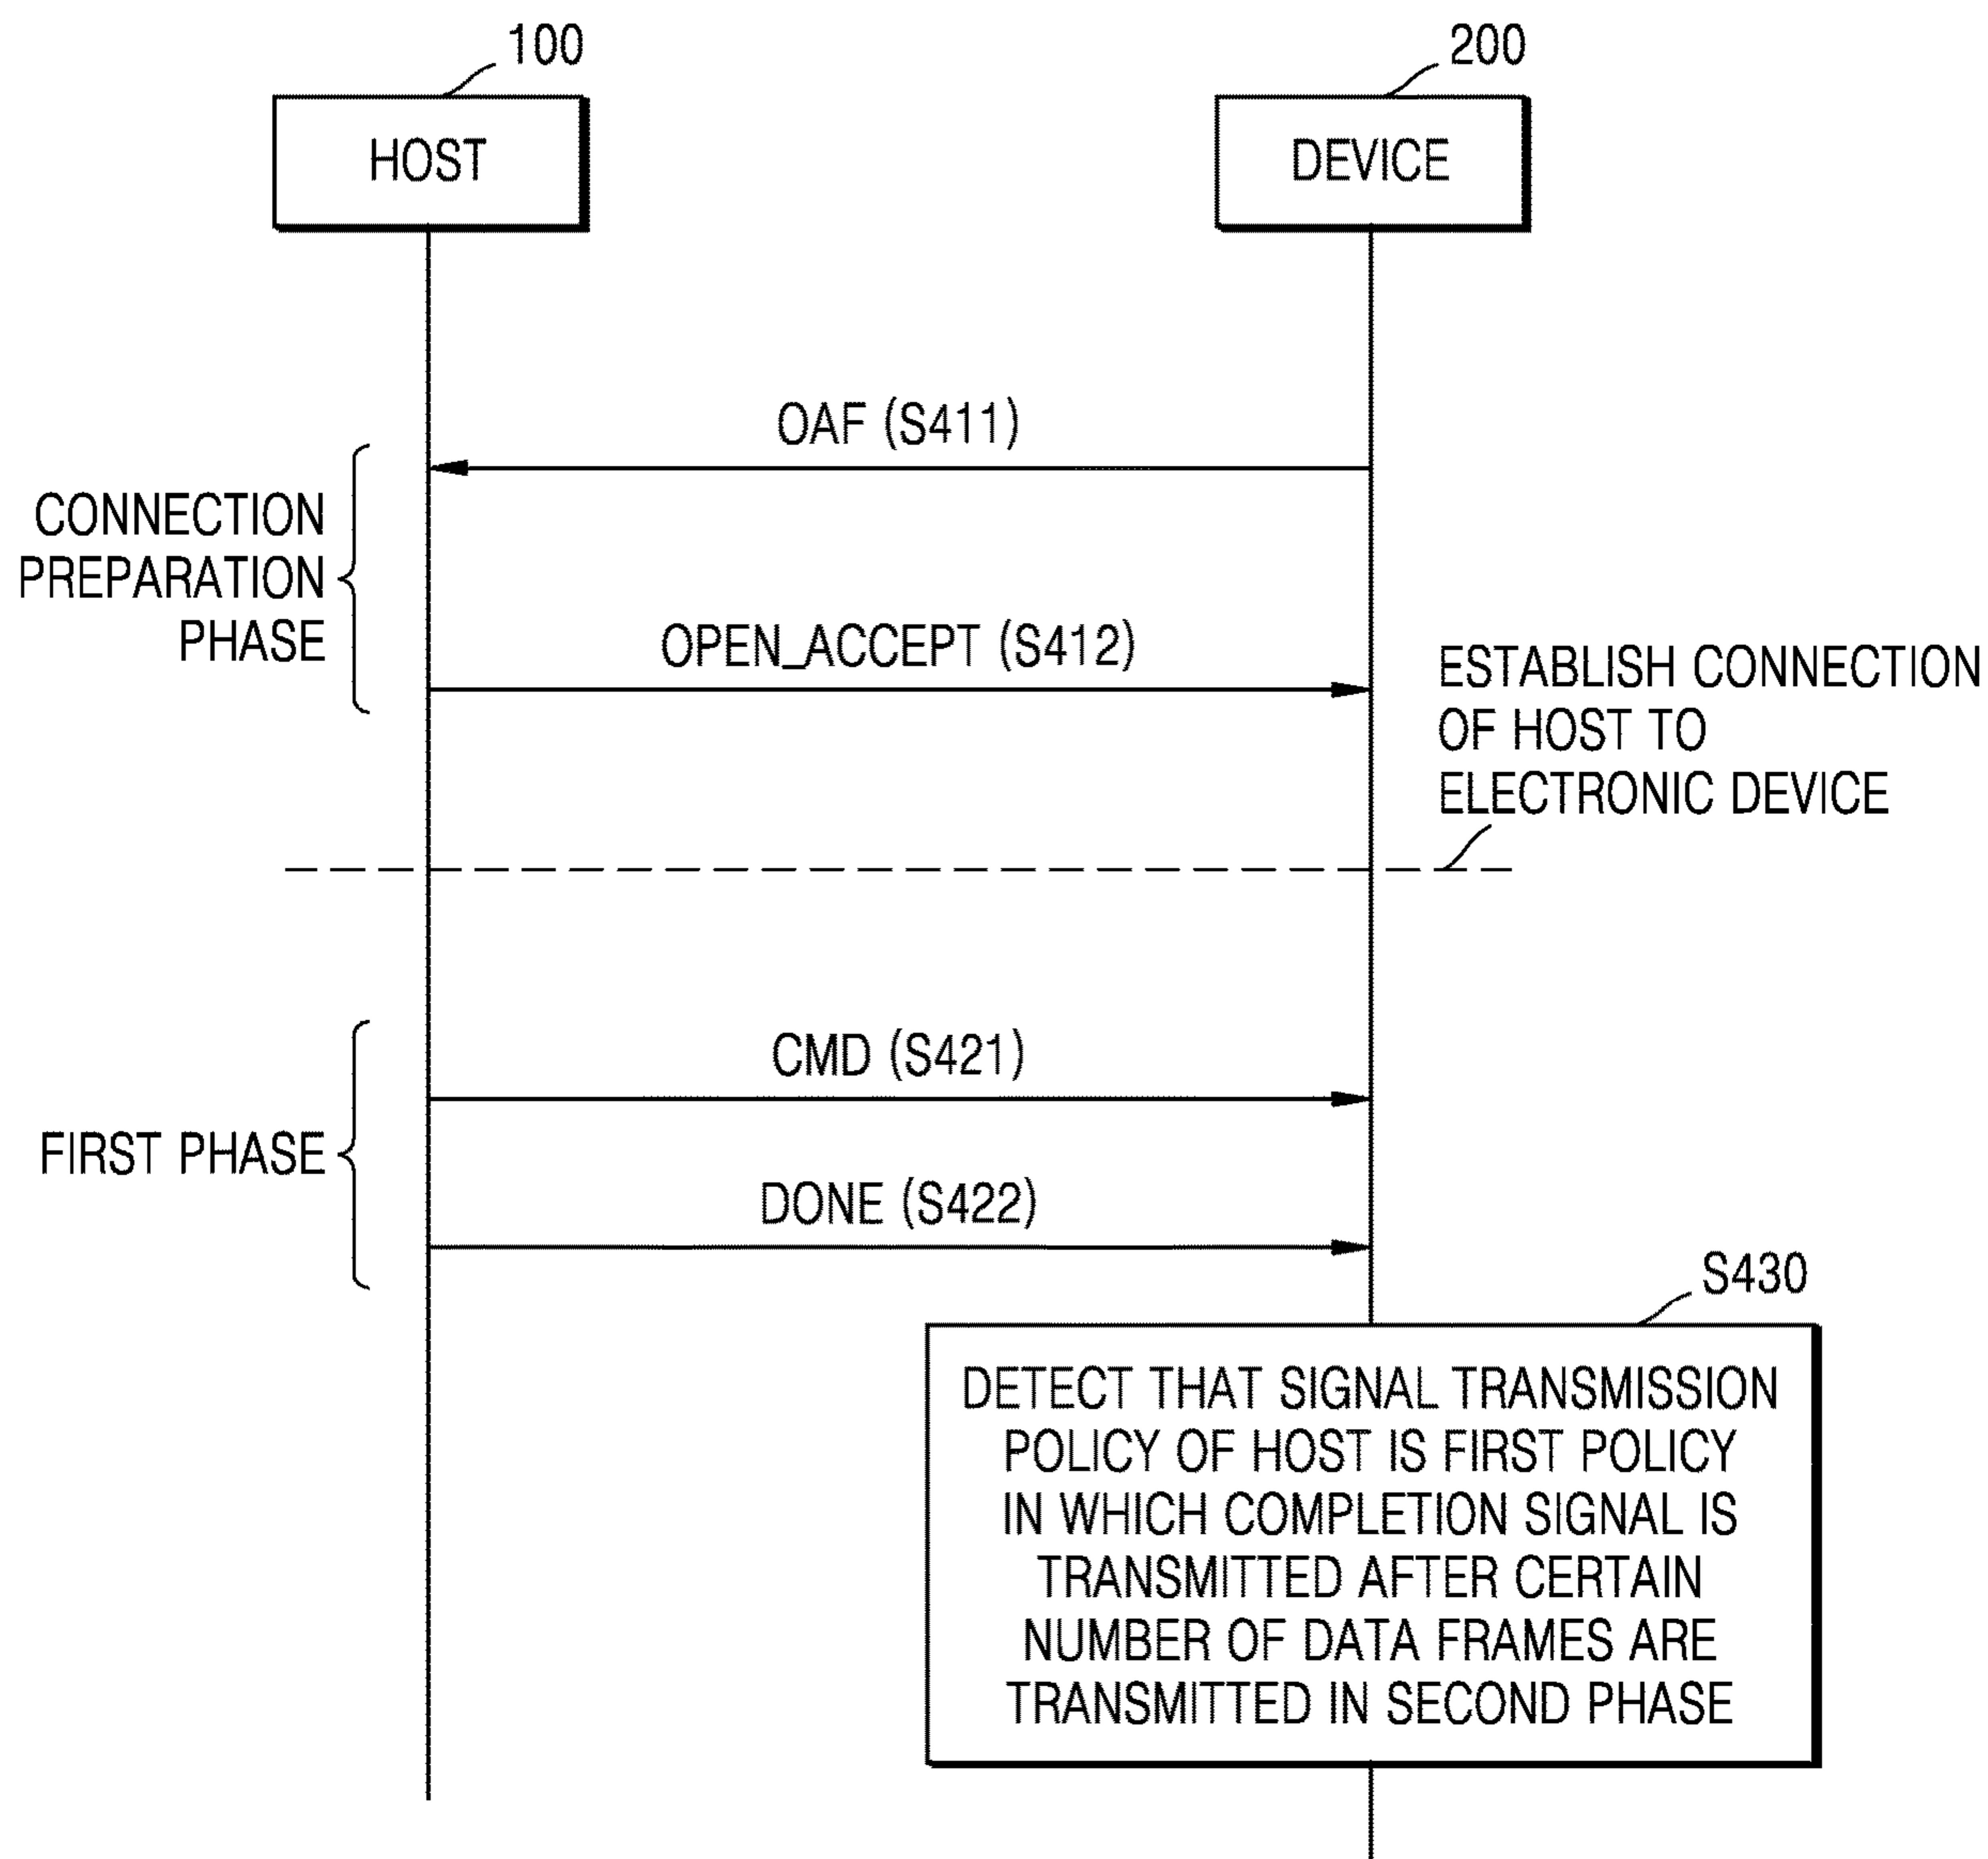 100
200
HOST
DEVICE
OAF (S411)
CONNECTION
PREPARATION
PHASE
OPEN_ACCEPT (S412)
ESTABLISH CONNECTION
OF HOST TO
ELECTRONIC DEVICE
CMD (S421)
FIRST PHASE
DONE (S422)
S430
DETECT THAT SIGNAL TRANSMISSION
POLICY OF HOST IS FIRST POLICY
IN WHICH COMPLETION SIGNAL IS
TRANSMITTED AFTER CERTAIN
NUMBER OF DATA FRAMES ARE
TRANSMITTED IN SECOND PHASE